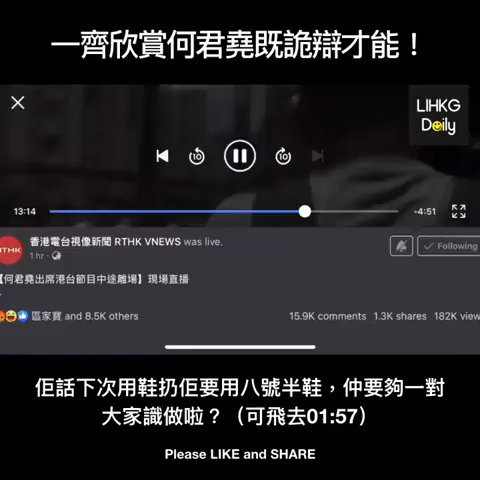 一齊欣賞何君堯既詭辯才能！
LIHKG
Daily
10
10
13:14
-4:51
RTHK
香港電台視像新聞 RTHK VNEWS was live.
1 hr
Following
【何君堯出席港台節目中途離場】現場直播
區家寶 and 8.5K others
15.9K comments 1.3K shares 182K view
佢話下次用鞋扔佢要用八號半鞋，仲要夠一對
大家識做啦？（可飛去01:57）
Please LIKE and SHARE